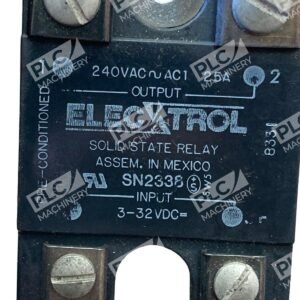 240VAC~AC1 25A
OUTPUT
2
ELECTROL
SOLID STATE RELAY
ASSEM. IN MEXICO
SN2338
INPUT
3-32VDC=
8331
-CONDITIONED
PLC
MACHINERY